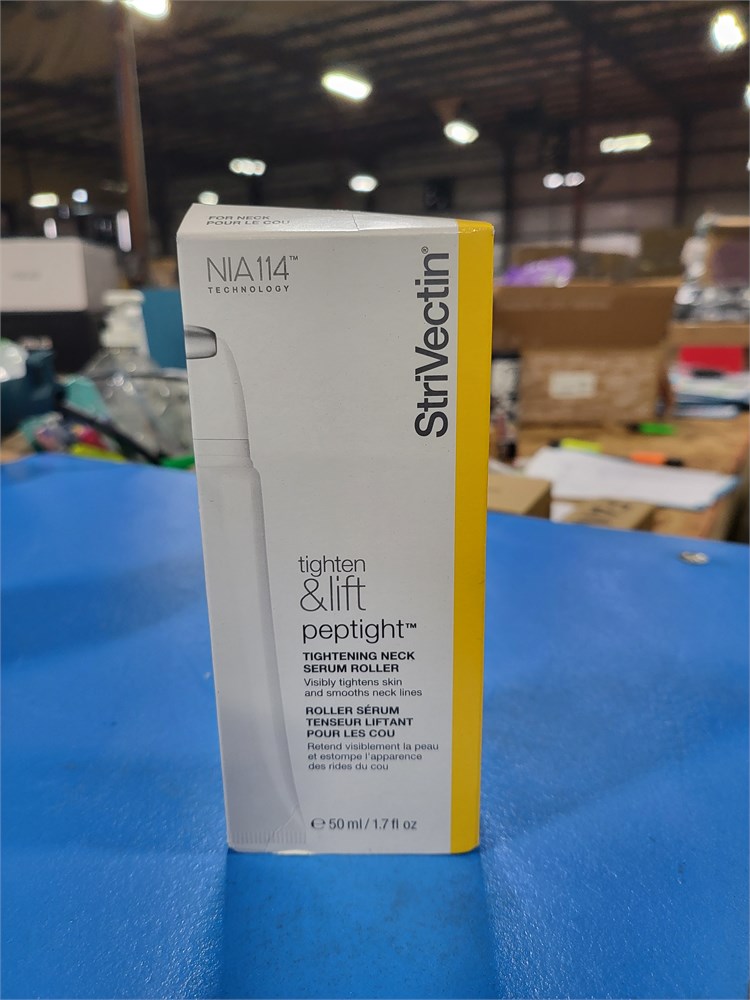 FOR NECK
POUR LE COU
NIA 114™
TECHNOLOGY
StriVectin®
tighten
&lift
peptight™
TIGHTENING NECK
SERUM ROLLER
Visibly tightens skin
and smooths neck lines
ROLLER SÉRUM
TENSEUR LIFTANT
POUR LES COU
Retend visiblement la peau
et estompe l'apparence
des rides du cou
℮ 50 ml / 1.7 fl oz